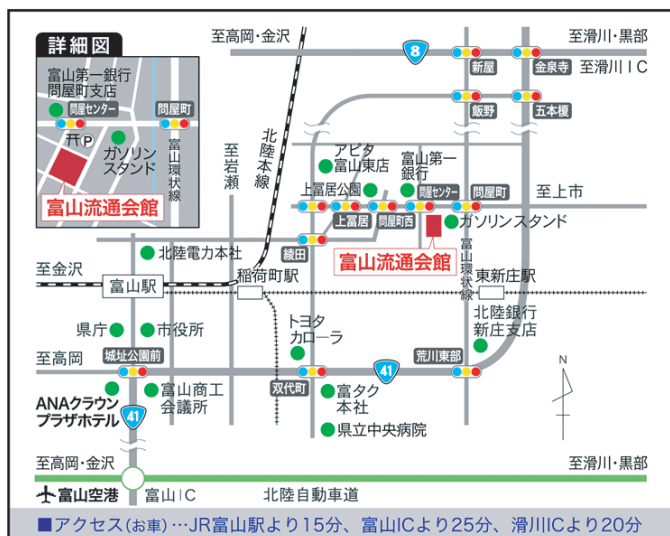 詳細図
富山第一銀行
問屋町支店
問屋センター
問屋町
P
ガソリン
スタンド
富山環状線
富山流通会館
至高岡・金沢
8
至滑川・黒部
新屋
金泉寺
至滑川IC
飯野
五本榎
北陸本線
至岩瀬
アピタ
富山東店
富山第一
銀行
上冨居公園
問屋センター
問屋町
至上市
上冨居
問屋町西
ガソリンスタンド
綾田
富山流通会館
富山環状線
北陸電力本社
至金沢
富山駅
稲荷町駅
東新庄駅
県庁
市役所
トヨタ
カローラ
北陸銀行
新庄支店
至高岡
城址公園前
双代町
41
荒川東部
N
ANAクラウン
プラザホテル
富山商工
会議所
41
富タク
本社
県立中央病院
至高岡・金沢
至滑川・黒部
富山空港
富山IC
北陸自動車道
■アクセス(お車)…JR富山駅より15分、富山ICより25分、滑川ICより20分